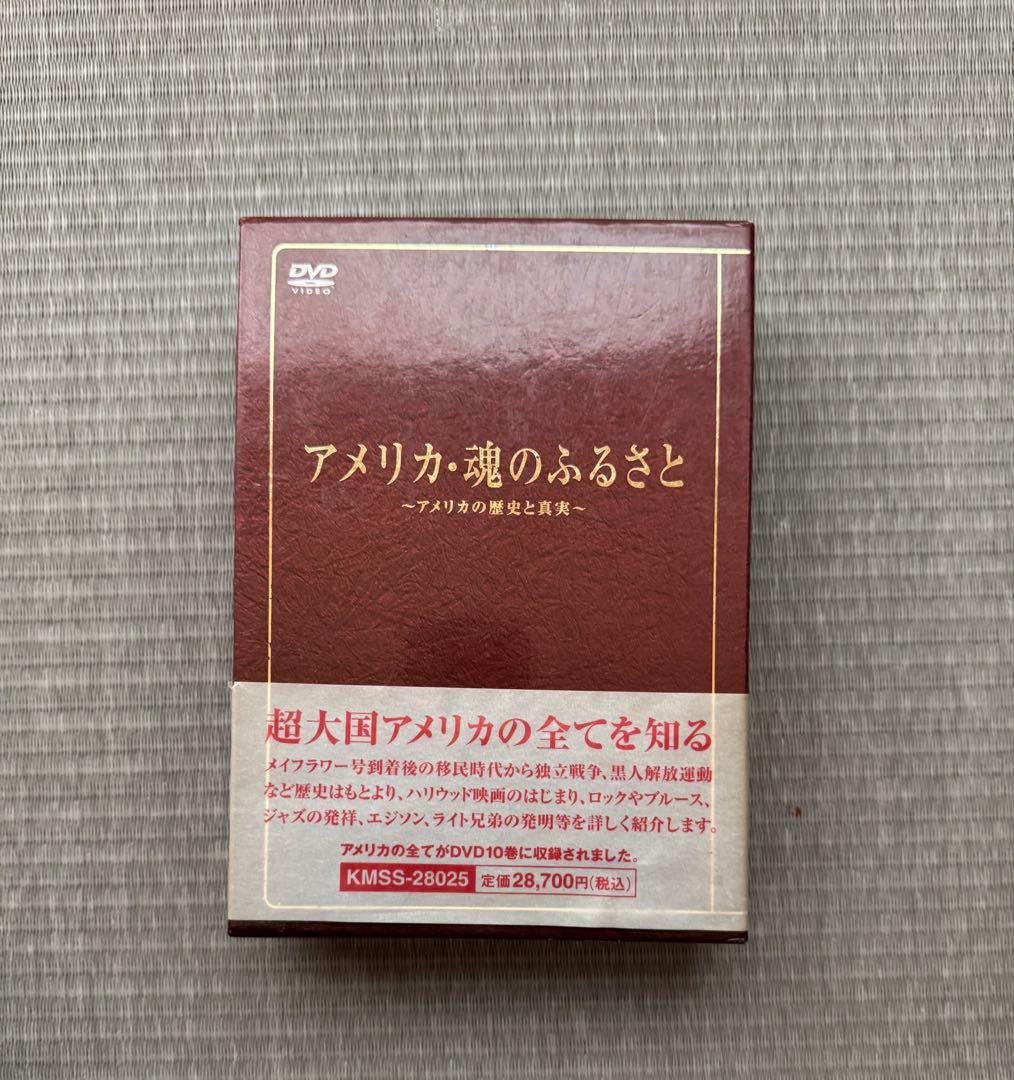 DVD
VIDEO
アメリカ・魂のふるさと
～アメリカの歴史と真実～
超大国アメリカの全てを知る
メイフラワー号到着後の移民時代から独立戦争、黒人解放運動
など歴史はもとより、ハリウッド映画のはじまり、ロックやブルース、
ジャズの発祥、エジソン、ライト兄弟の発明等を詳しく紹介します。
アメリカの全てがDVD10巻に収録されました。
KMSS-28025 定価28,700円(税込)